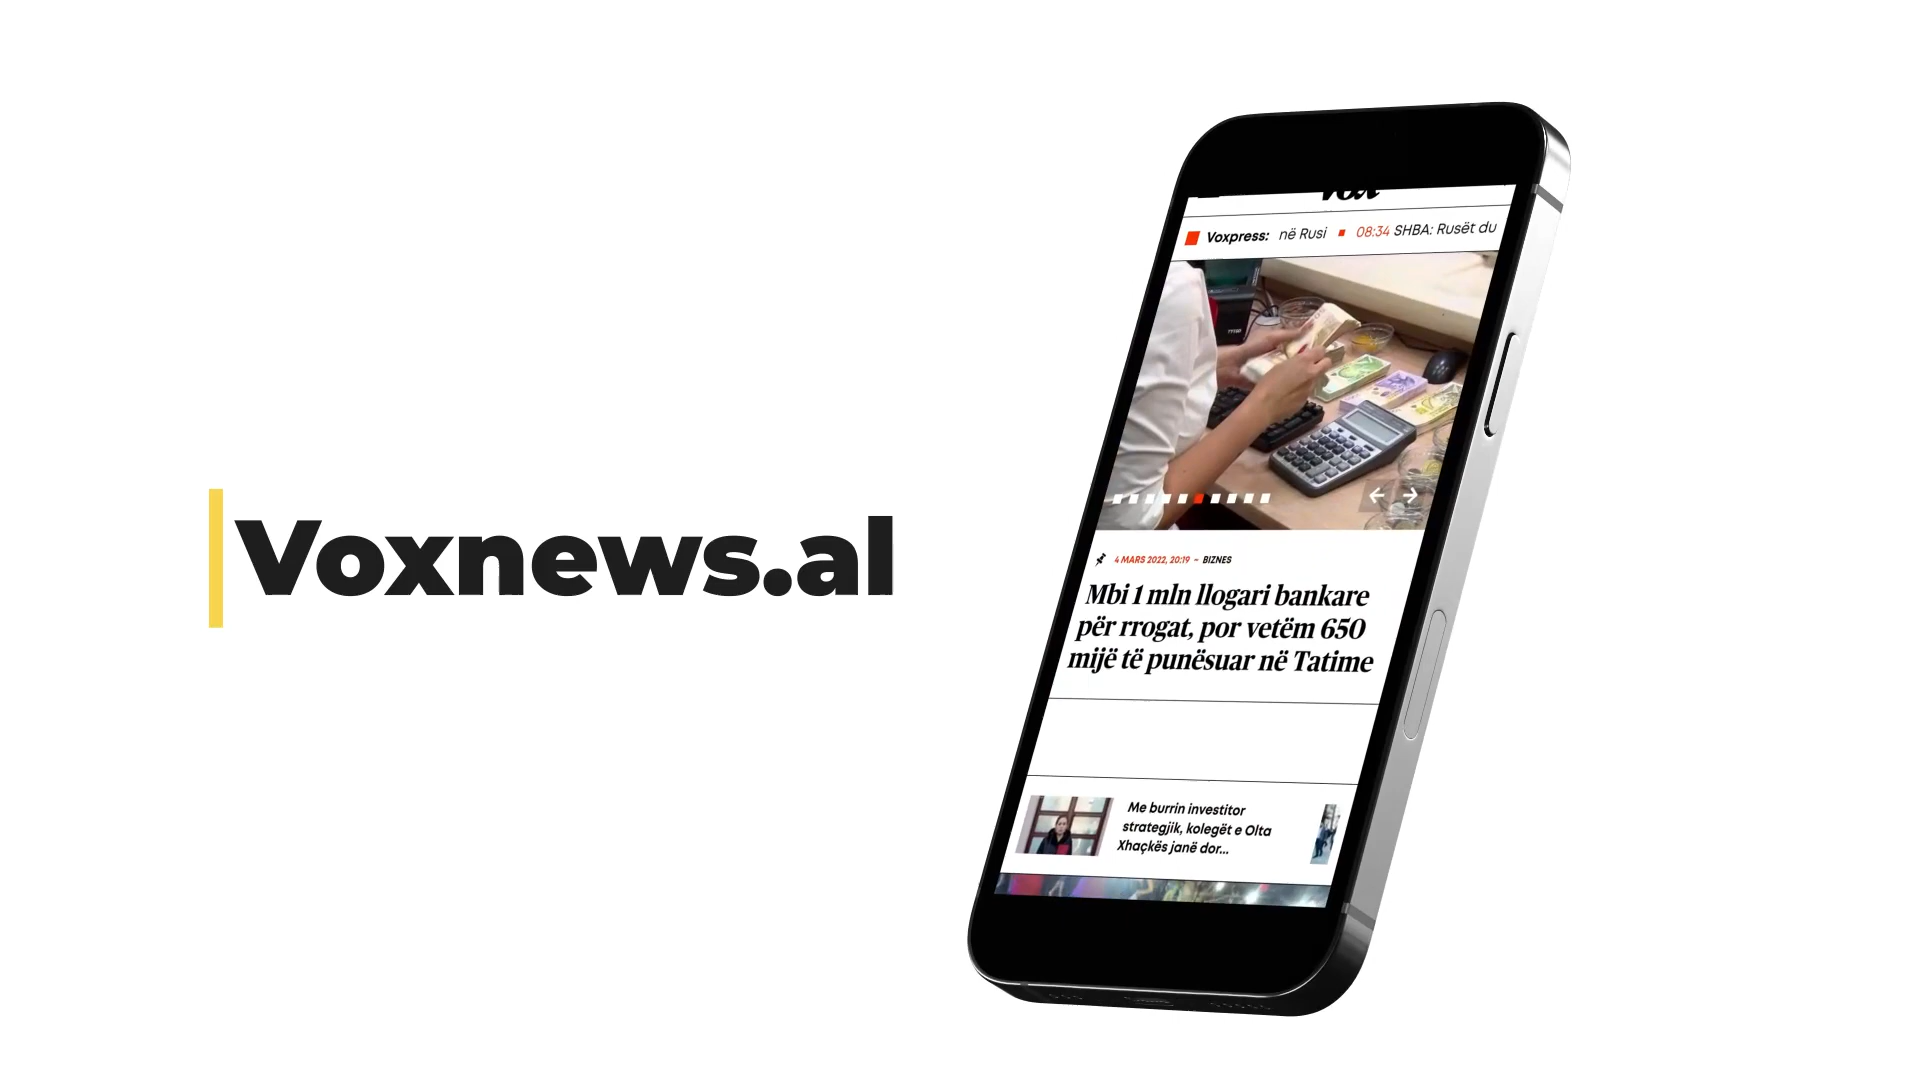 Voxnews.al
vox
Voxpress: në Rusi 08:34 SHBA: Rusët du
4 MARS 2022, 20:19 – BIZNES
Mbi 1 mln llogari bankare
për rrogat, por vetëm 650
mijë të punësuar në Tatime
Me burrin investitor
strategjik, kolegët e Olta
Xhaçkës janë dor...